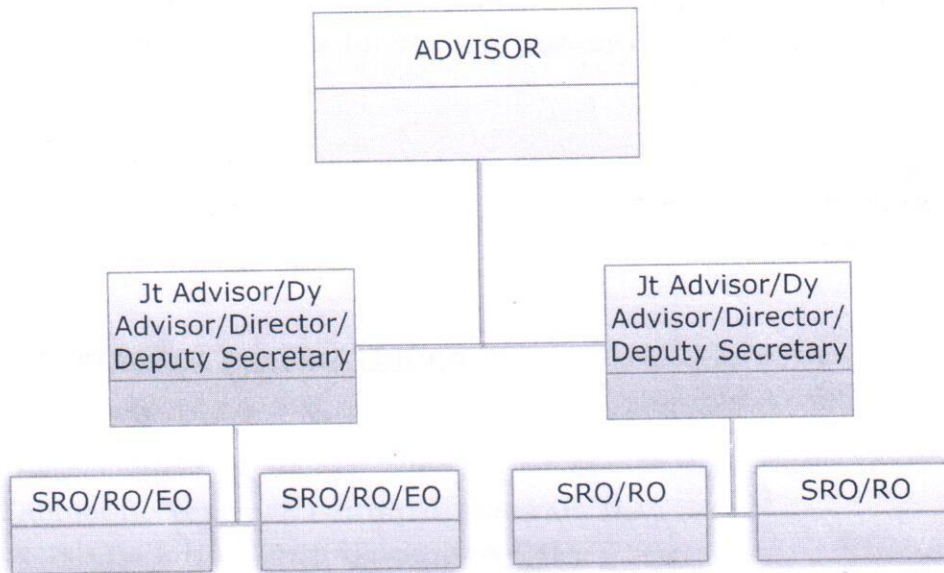 ADVISOR
Jt Advisor/Dy
Advisor/Director/
Deputy Secretary
Jt Advisor/Dy
Advisor/Director/
Deputy Secretary
SRO/RO/EO
SRO/RO/EO
SRO/RO
SRO/RO